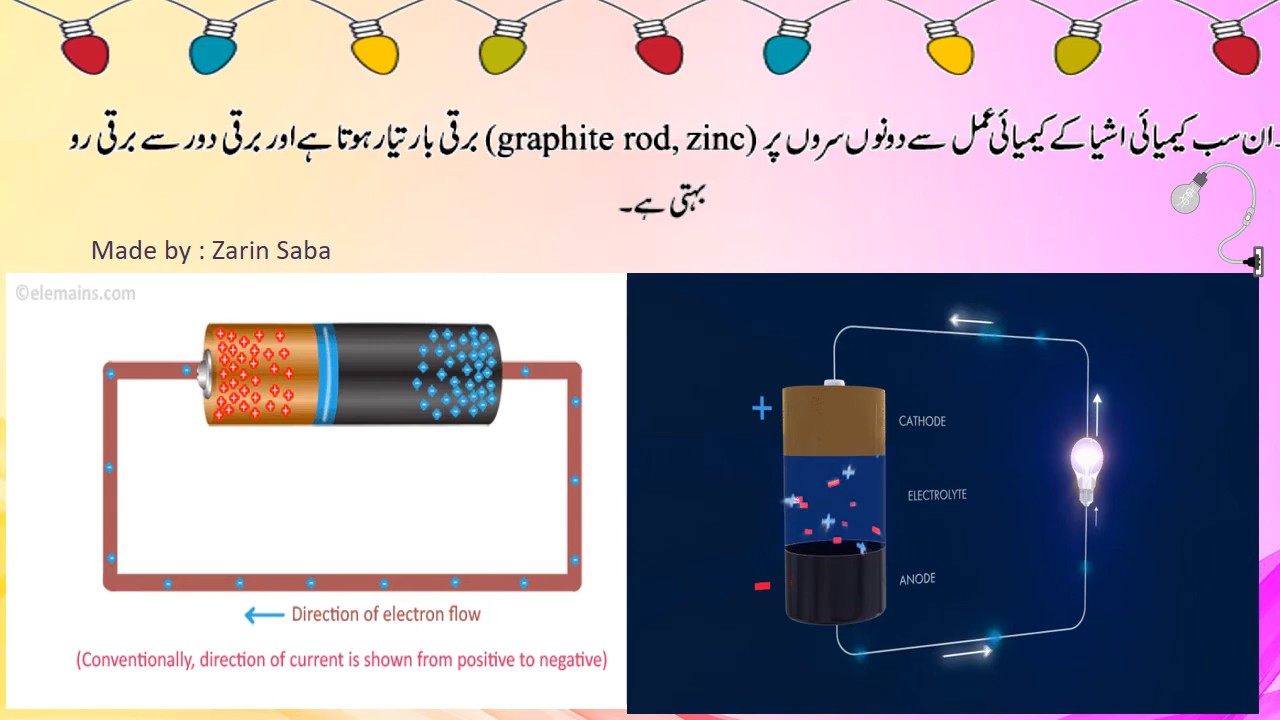 ان سب کیمیائی اشیا کے کیمیائی عمل سے دونوں سروں پر (graphite rod, zinc) برقی بار تیار ہوتا ہے اور برقی دور سے برقی رو
بہتی ہے۔
Made by : Zarin Saba
©elemains.com
Direction of electron flow
(Conventionally, direction of current is shown from positive to negative)
CATHODE
ELECTROLYTE
ANODE